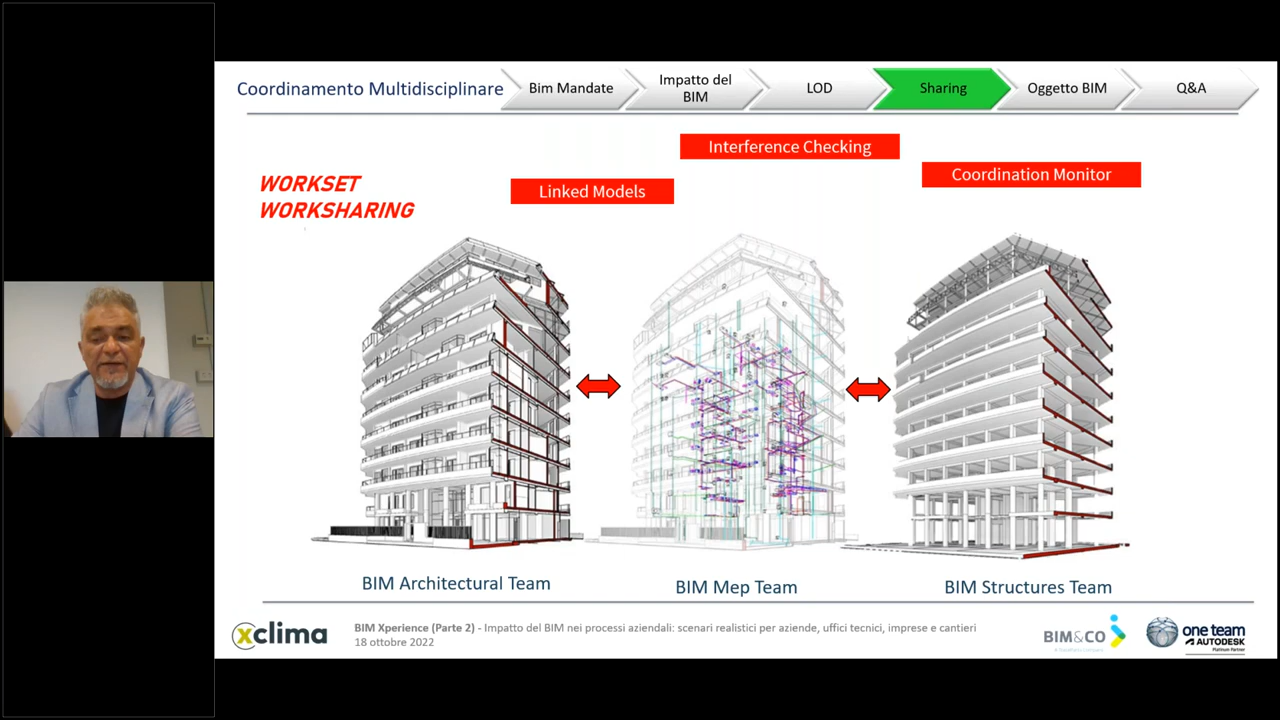 Coordinamento Multidisciplinare
Bim Mandate
Impatto del
BIM
LOD
Sharing
Oggetto BIM
Q&A
Interference Checking
Coordination Monitor
Linked Models
WORKSET
WORKSHARING
BIM Architectural Team
BIM Mep Team
BIM Structures Team
xclima
BIM Xperience (Parte 2) - Impatto del BIM nei processi aziendali: scenari realistici per aziende, uffici tecnici, imprese e cantieri
18 ottobre 2022
BIM&CO
one team
AUTODESK
Platinum Partner